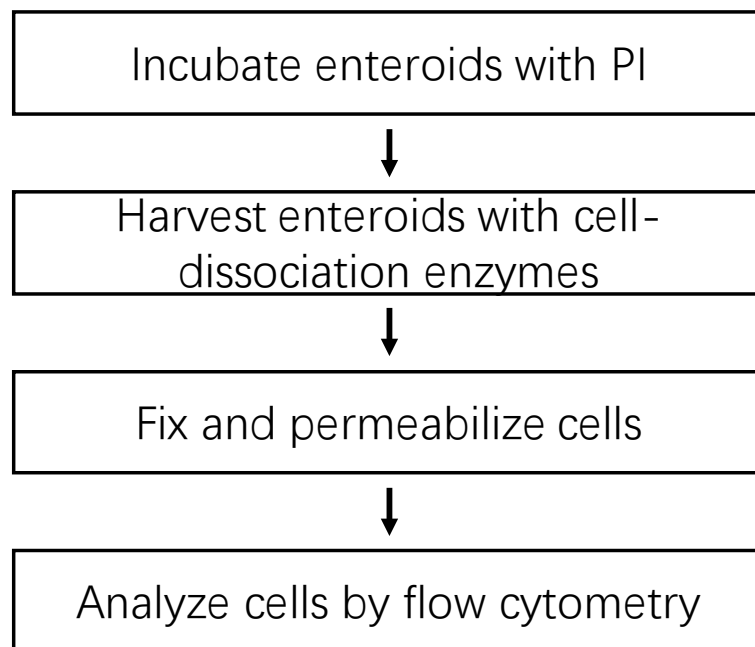 Incubate enteroids with PI
Harvest enteroids with cell-
dissociation enzymes
Fix and permeabilize cells
Analyze cells by flow cytometry